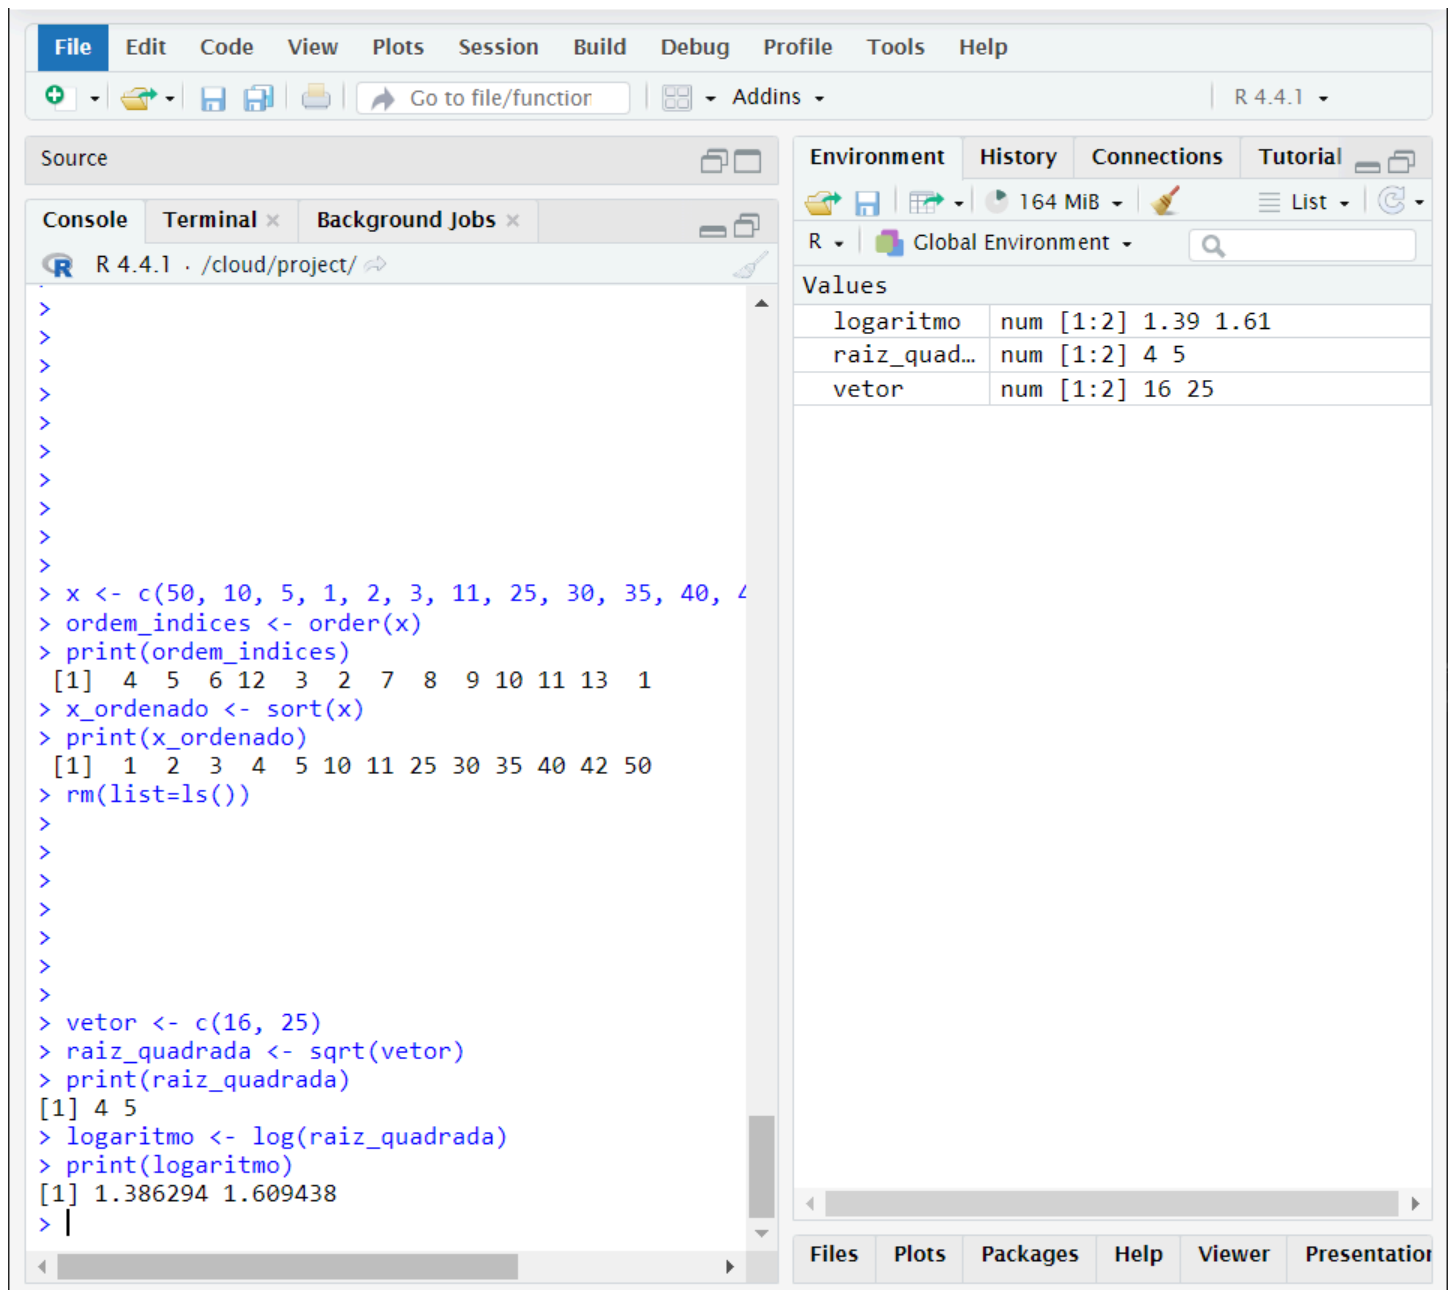 File Edit Code View Plots Session Build Debug Profile Tools Help
Go to file/function Addins R 4.4.1
Source
Console Terminal Background Jobs
R 4.4.1 · /cloud/project/
>
>
>
>
>
>
>
>
>
>
> x <- c(50, 10, 5, 1, 2, 3, 11, 25, 30, 35, 40, 4
> ordem_indices <- order(x)
> print(ordem_indices)
[1] 4 5 6 12 3 2 7 8 9 10 11 13 1
> x_ordenado <- sort(x)
> print(x_ordenado)
[1] 1 2 3 4 5 10 11 25 30 35 40 42 50
> rm(list=ls())
>
>
>
>
>
>
>
> vetor <- c(16, 25)
> raiz_quadrada <- sqrt(vetor)
> print(raiz_quadrada)
[1] 4 5
> logaritmo <- log(raiz_quadrada)
> print(logaritmo)
[1] 1.386294 1.609438
>
Environment History Connections Tutorial
164 MiB List
R Global Environment
Values
logaritmo num [1:2] 1.39 1.61
raiz_quad… num [1:2] 4 5
vetor num [1:2] 16 25
Files Plots Packages Help Viewer Presentation